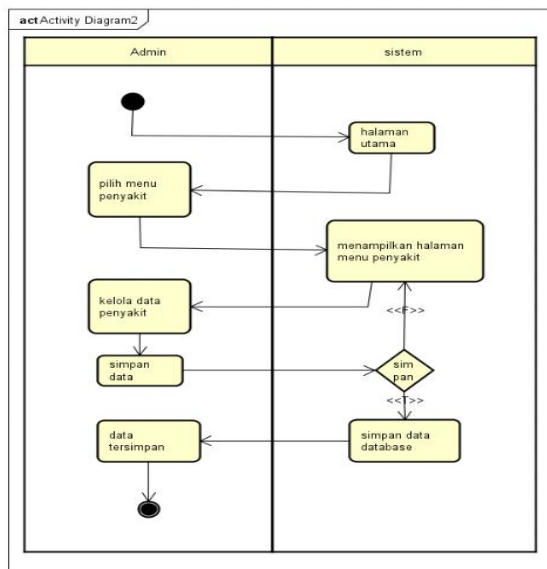 act Activity Diagram2
Admin
sistem
halaman
utama
pilih menu
penyakit
menampilkan halaman
menu penyakit
kelola data
penyakit
<<F>>
simpan
data
sim
pan
<<T>>
data
tersimpan
simpan data
database